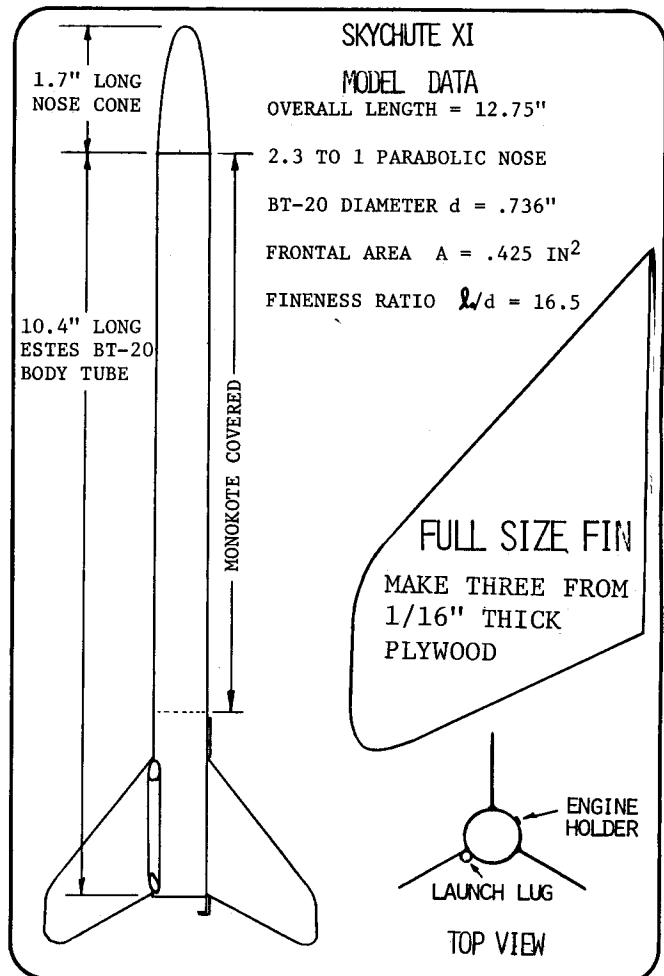 SKYCHUTE XI
MODEL DATA
OVERALL LENGTH = 12.75"
2.3 TO 1 PARABOLIC NOSE
BT-20 DIAMETER d = .736"
FRONTAL AREA A = .425 IN²
FINENESS RATIO l/d = 16.5
1.7" LONG
NOSE CONE
10.4" LONG
ESTES BT-20
BODY TUBE
MONOKOTE COVERED
FULL SIZE FIN
MAKE THREE FROM
1/16" THICK
PLYWOOD
ENGINE
HOLDER
LAUNCH LUG
TOP VIEW